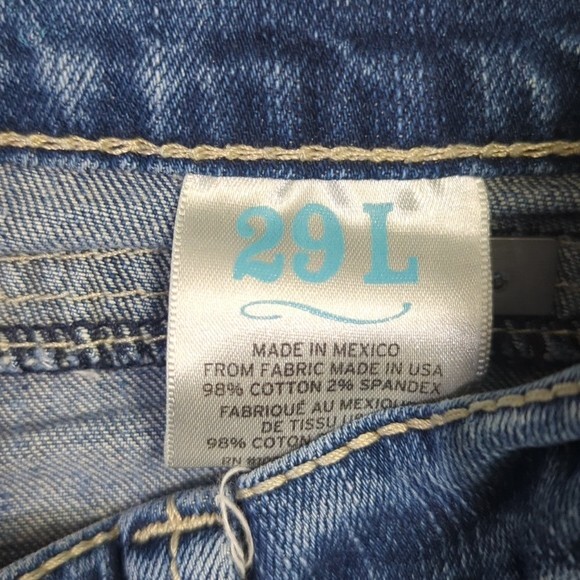 29 L
MADE IN MEXICO
FROM FABRIC MADE IN USA
98% COTTON 2% SPANDEX
FABRIQUÉ AU MEXIQUE
DE TISSU
98% COTON
RN